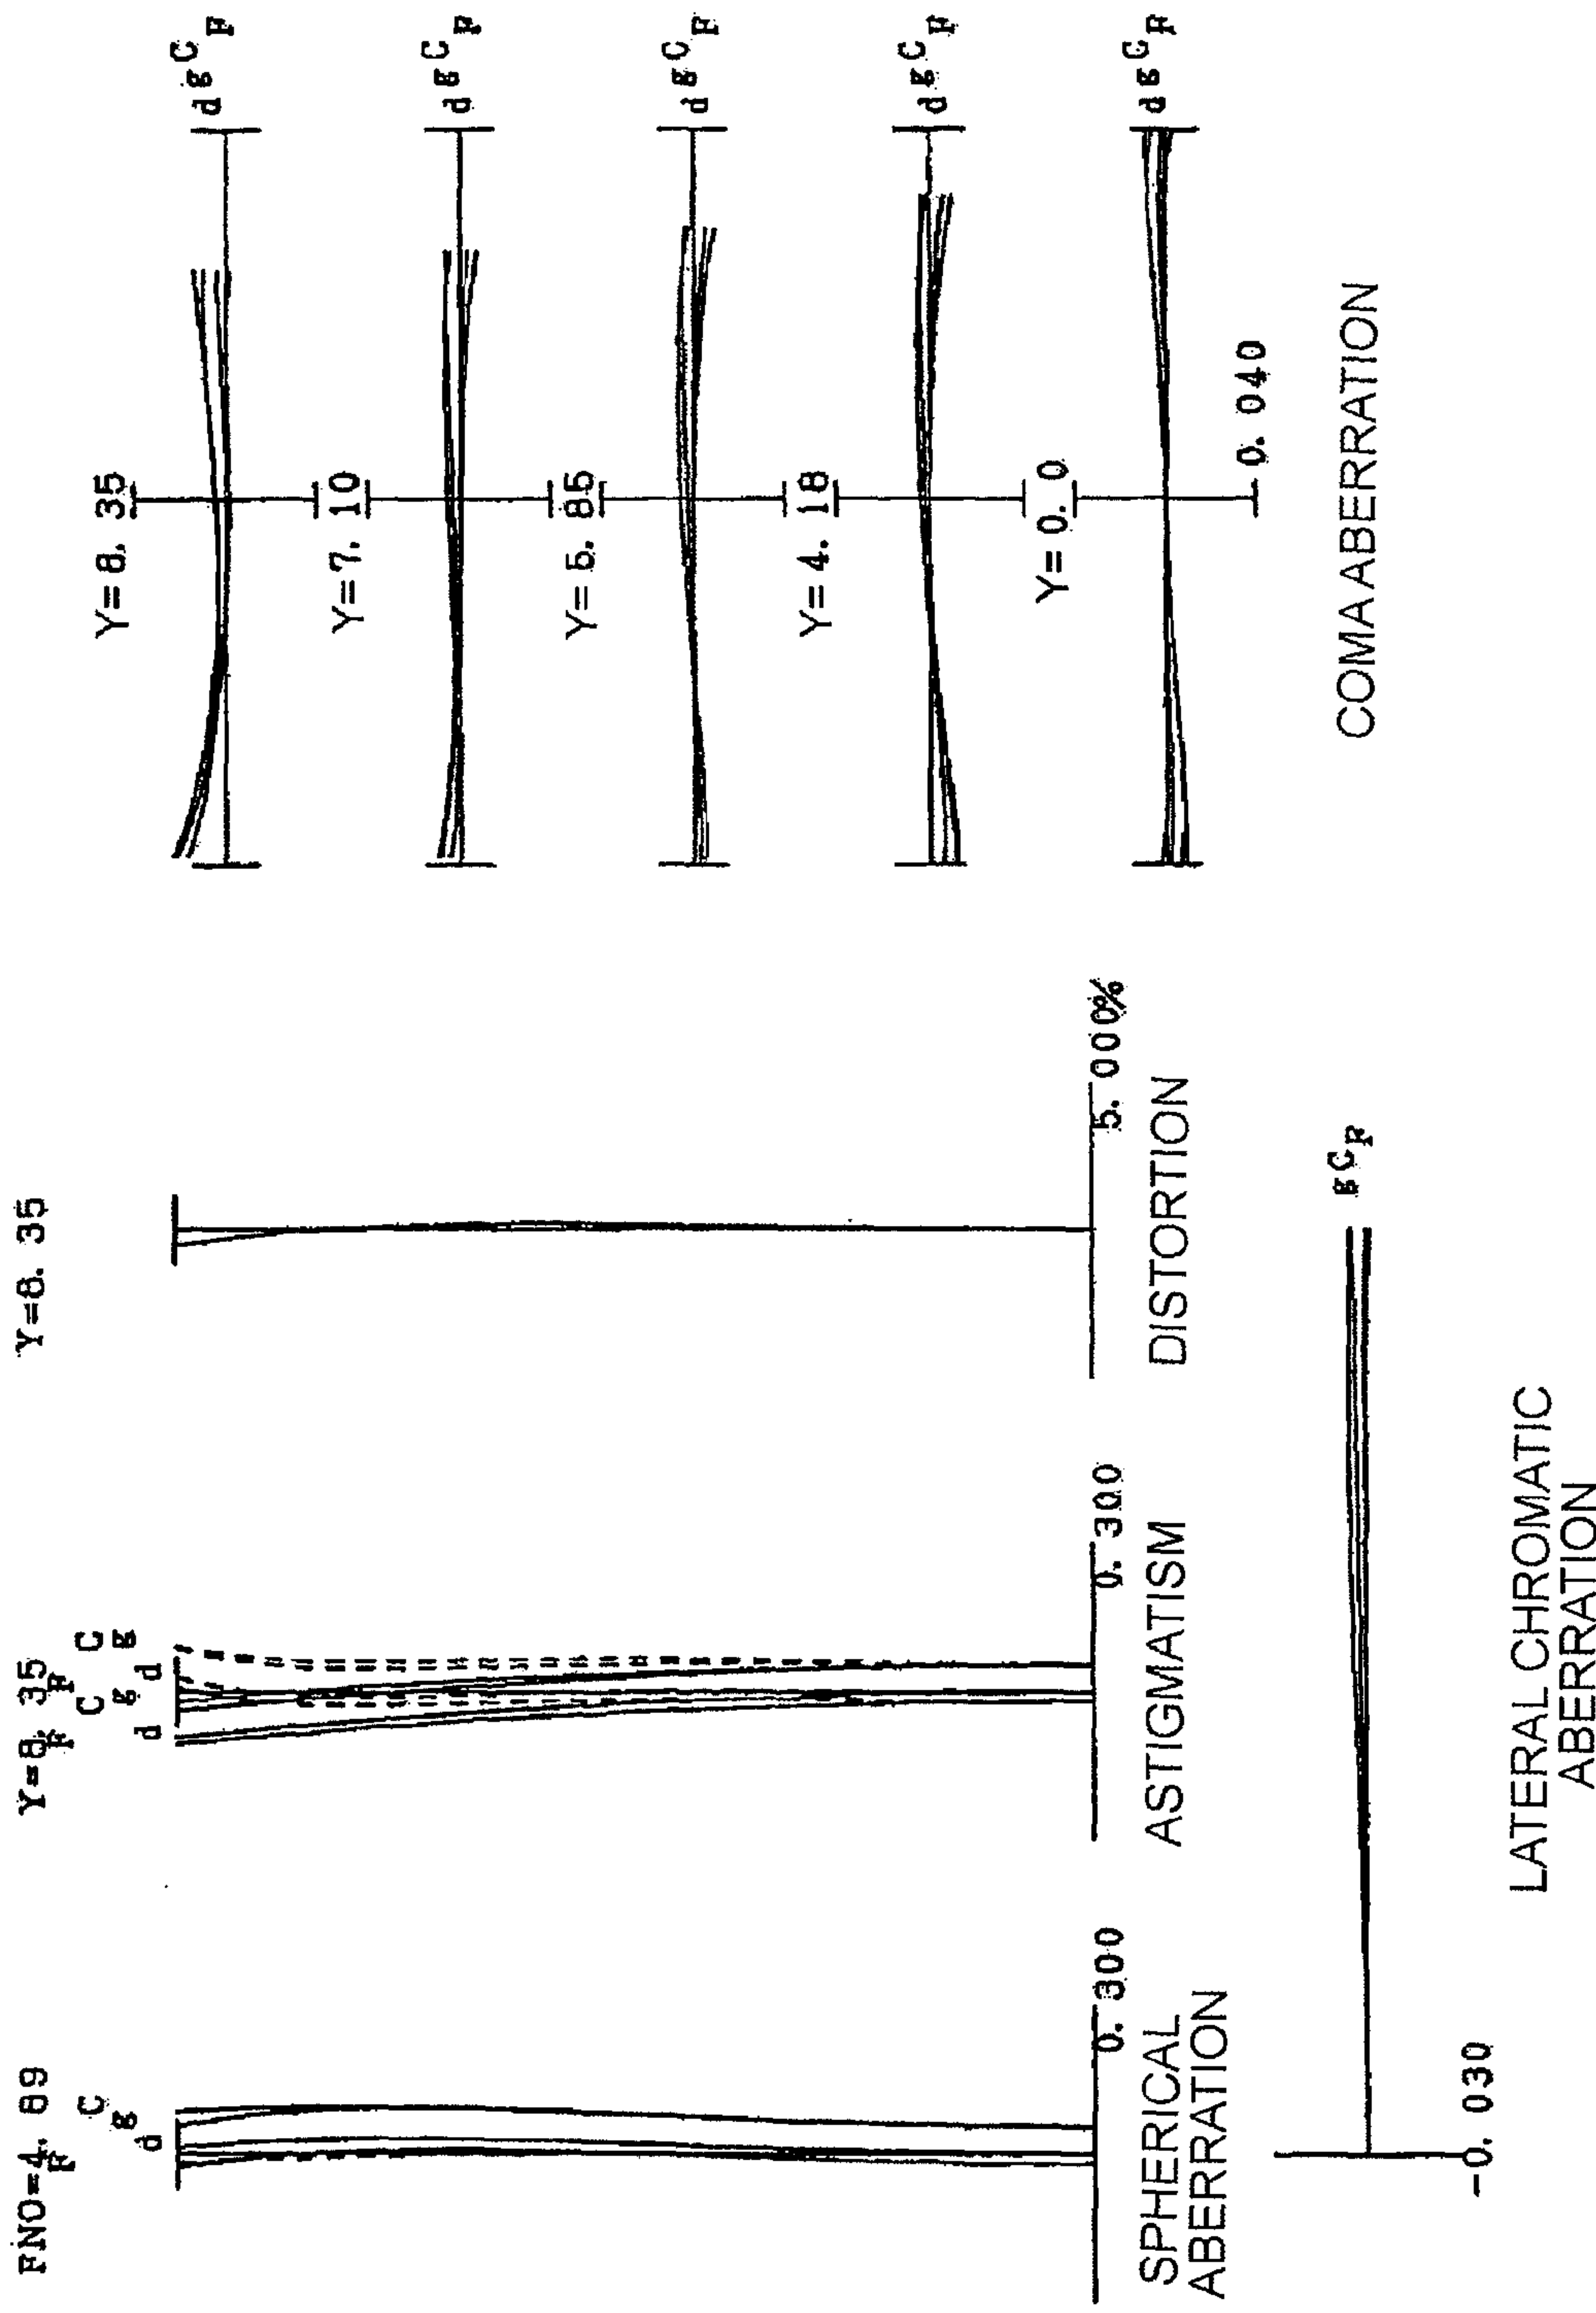 FNO=4. 89
F
d
g
C
0. 300
SPHERICAL
ABERRATION
Y=8. 35
F
F
C
C
d
g
d
g
0. 300
ASTIGMATISM
Y=8. 35
5. 000%
DISTORTION
Y=8. 35
d g C F
Y=7. 10
d g C F
Y=5. 85
d g C F
Y=4. 18
d g C F
Y=0. 0
d g C F
0. 040
COMA ABERRATION
g C F
-0. 030
LATERAL CHROMATIC
ABERRATION